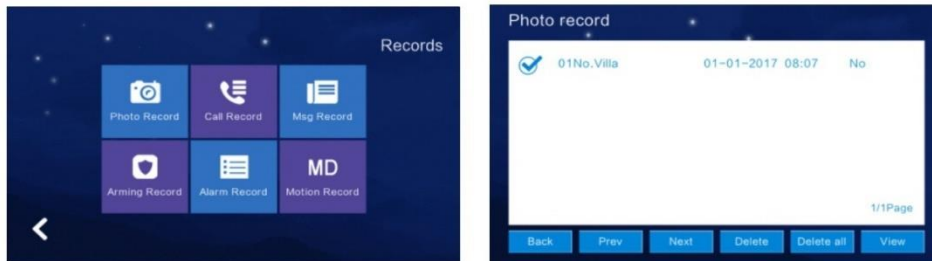 Records
Photo Record Call Record Msg Record
Arming Record Alarm Record MD Motion Record
Photo record
01No.Villa 01-01-2017 08:07 No
1/1Page
Back Prev Next Delete Delete all View